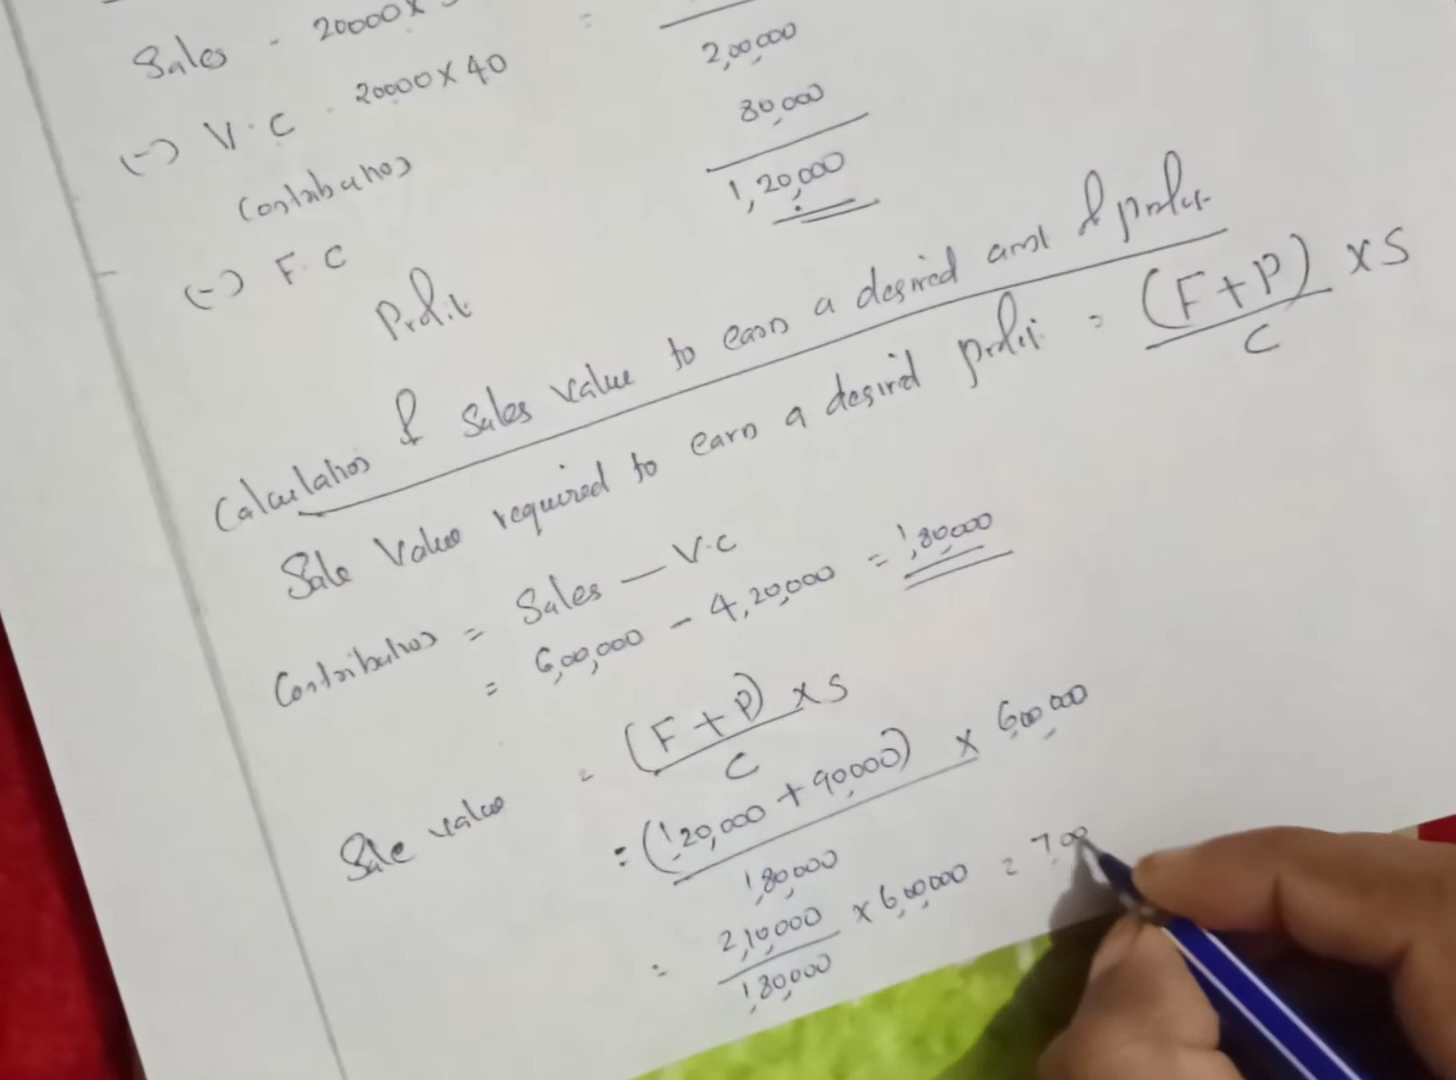 Sales - 20000 X
(-) V.C - 20000 X 40 =
Contribution 2,00,000
(-) F.C 80,000
Profit 1,20,000
Calculation of Sales value to earn a desired amt of profit
Sale Value required to earn a desired profit = (F+P) X S
C
Contribution = Sales - V.C
= 6,00,000 - 4,20,000 = 1,80,000
Sale value = (F+P) X S
C
= (1,20,000 + 90,000) X 6,00,000
1,80,000
= 2,10,000 X 6,00,000 = 7,00
1,80,000